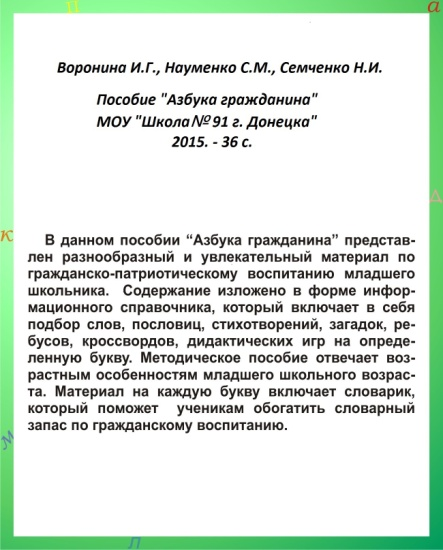 Воронина И.Г., Науменко С.М., Семченко Н.И.
Пособие "Азбука гражданина"
МОУ "Школа№91 г. Донецка"
2015. - 36 с.
В данном пособии “Азбука гражданина” представ-
лен разнообразный и увлекательный материал по
гражданско-патриотическому воспитанию младшего
школьника. Содержание изложено в форме инфор-
мационного справочника, который включает в себя
подбор слов, пословиц, стихотворений, загадок, ре-
бусов, кроссвордов, дидактических игр на опреде-
ленную букву. Методическое пособие отвечает воз-
растным особенностям младшего школьного возрас-
та. Материал на каждую букву включает словарик,
который поможет ученикам обогатить словарный
запас по гражданскому воспитанию.
а
к
м